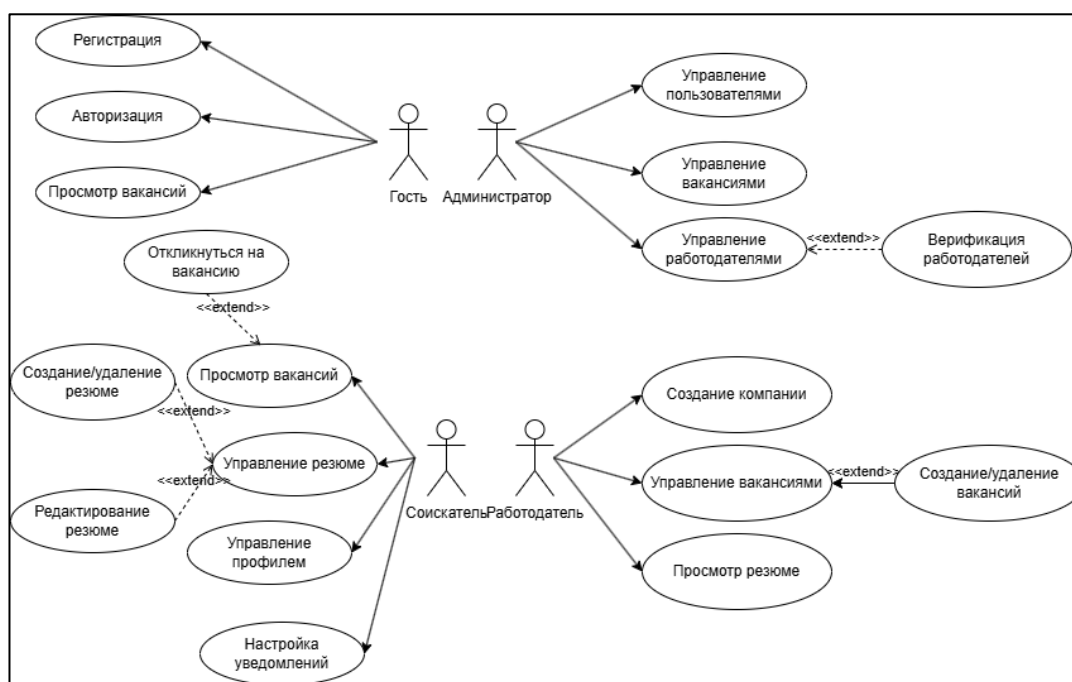 Регистрация
Авторизация
Просмотр вакансий
Гость
Администратор
Управление
пользователями
Управление
вакансиями
Управление
работодателями
<<extend>>
Верификация
работодателей
Откликнуться на
вакансию
<<extend>>
Просмотр вакансий
Создание/удаление
резюме
<<extend>>
Управление резюме
<<extend>>
Редактирование
резюме
Управление
профилем
Настройка
уведомлений
Соискатель
Работодатель
Создание компании
Управление вакансиями
<<extend>>
Создание/удаление
вакансий
Просмотр резюме